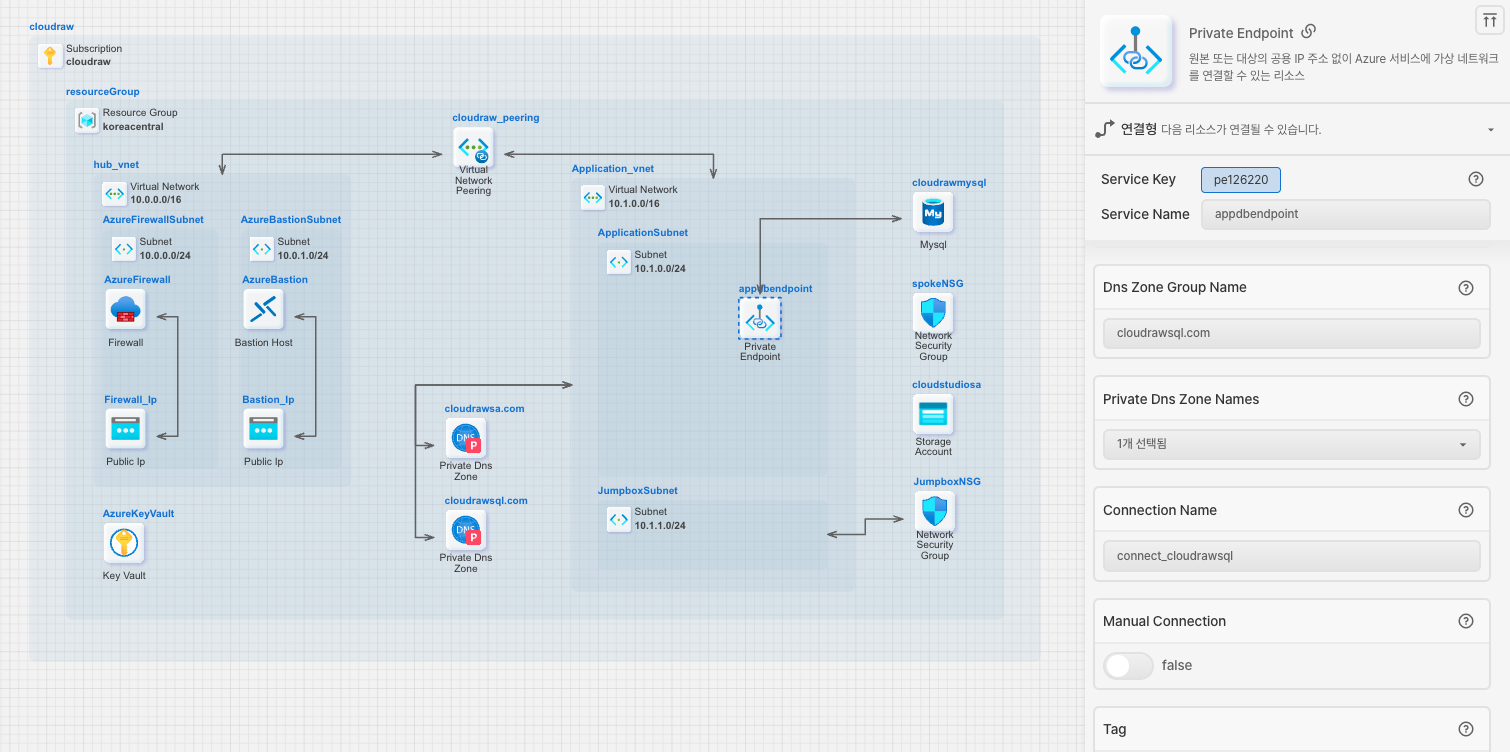 cloudraw
Subscription
cloudraw
resourceGroup
Resource Group
koreacentral
cloudraw_peering
Virtual
Network
Peering
hub_vnet
Virtual Network
10.0.0.0/16
AzureFirewallSubnet
Subnet
10.0.0.0/24
AzureBastionSubnet
Subnet
10.0.1.0/24
AzureFirewall
Firewall
AzureBastion
Bastion Host
Firewall_Ip
Public Ip
Bastion_Ip
Public Ip
AzureKeyVault
Key Vault
cloudrawsa.com
DNS
P
Private Dns
Zone
cloudrawsql.com
DNS
P
Private Dns
Zone
Application_vnet
Virtual Network
10.1.0.0/16
ApplicationSubnet
Subnet
10.1.0.0/24
appdbendpoint
Private
Endpoint
JumpboxSubnet
Subnet
10.1.1.0/24
cloudrawmysql
My
Mysql
spokeNSG
Network
Security
Group
cloudstudiosa
Storage
Account
JumpboxNSG
Network
Security
Group
Private Endpoint
원본 또는 대상의 공용 IP 주소 없이 Azure 서비스에 가상 네트워크
를 연결할 수 있는 리소스
연결형 다음 리소스가 연결될 수 있습니다.
Service Key pe126220
Service Name appdbendpoint
Dns Zone Group Name
cloudrawsql.com
Private Dns Zone Names
1개 선택됨
Connection Name
connect_cloudrawsql
Manual Connection
false
Tag